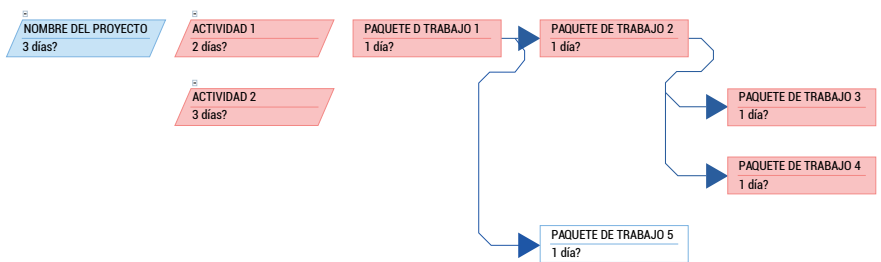 NOMBRE DEL PROYECTO
3 días?
ACTIVIDAD 1
2 días?
PAQUETE D TRABAJO 1
1 día?
PAQUETE DE TRABAJO 2
1 día?
ACTIVIDAD 2
3 días?
PAQUETE DE TRABAJO 3
1 día?
PAQUETE DE TRABAJO 4
1 día?
PAQUETE DE TRABAJO 5
1 día?